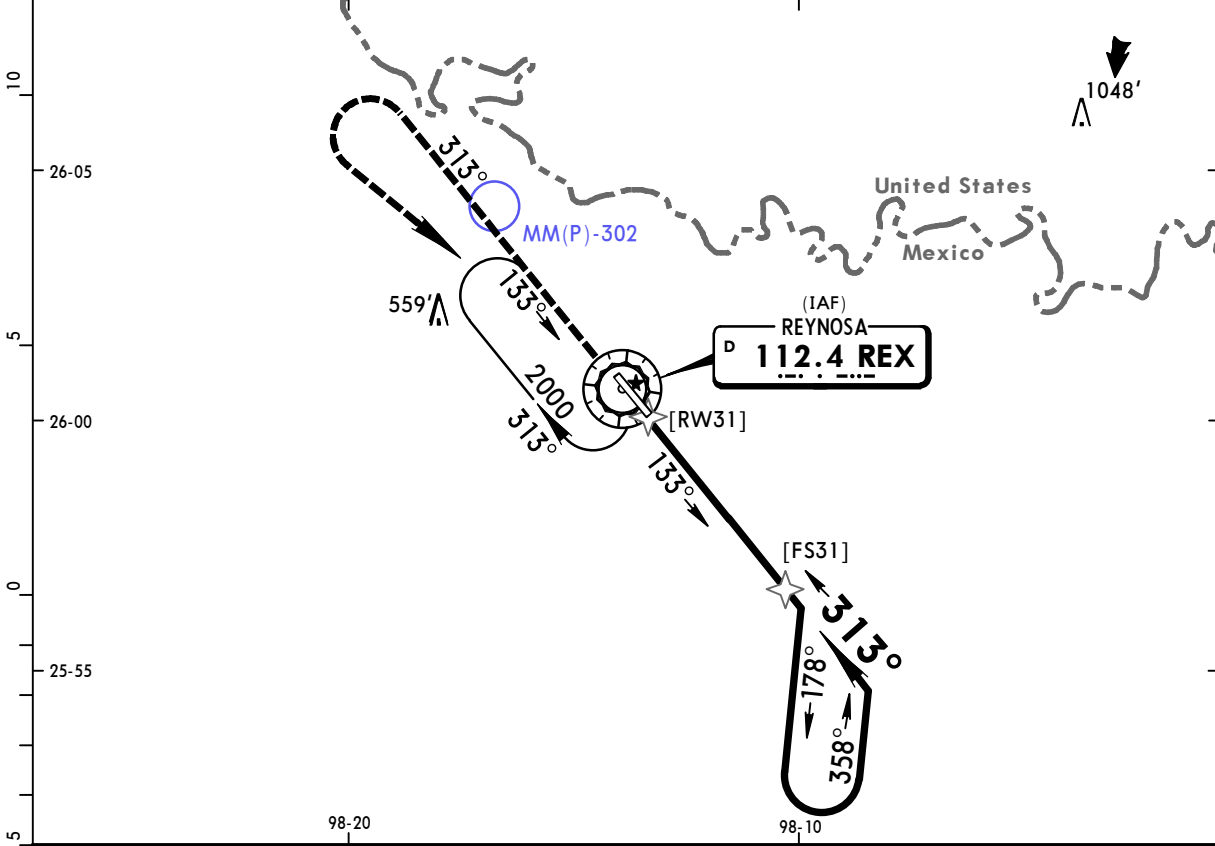 10
1048'
313°
26-05
United States
MM(P)-302
Mexico
133°
559'
(IAF)
REYNOSA
D 112.4 REX
5
2000
313°
26-00
[RW31]
133°
[FS31]
0
313°
25-55
178°
358°
98-20
98-10
5